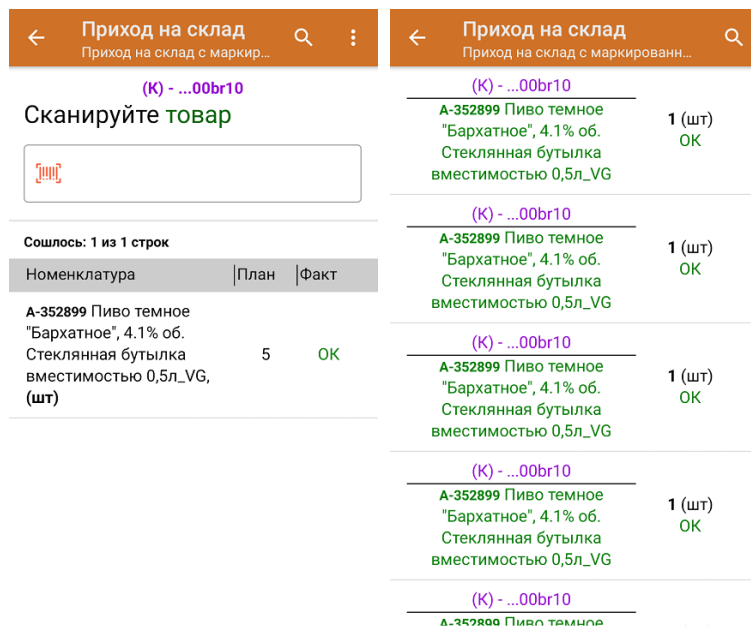 Приход на склад
Приход на склад с маркир...
(К) - ...00br10
Сканируйте товар
Сошлось: 1 из 1 строк
Номенклатура План Факт
А-352899 Пиво темное
"Бархатное", 4.1% об.
Стеклянная бутылка
вместимостью 0,5л_VG,
(шт)
5 ОК
Приход на склад
Приход на склад с маркированн...
(К) - ...00br10
А-352899 Пиво темное
"Бархатное", 4.1% об.
Стеклянная бутылка
вместимостью 0,5л_VG
1 (шт)
ОК
(К) - ...00br10
А-352899 Пиво темное
"Бархатное", 4.1% об.
Стеклянная бутылка
вместимостью 0,5л_VG
1 (шт)
ОК
(К) - ...00br10
А-352899 Пиво темное
"Бархатное", 4.1% об.
Стеклянная бутылка
вместимостью 0,5л_VG
1 (шт)
ОК
(К) - ...00br10
А-352899 Пиво темное
"Бархатное", 4.1% об.
Стеклянная бутылка
вместимостью 0,5л_VG
1 (шт)
ОК
(К) - ...00br10
А-352899 Пиво темное